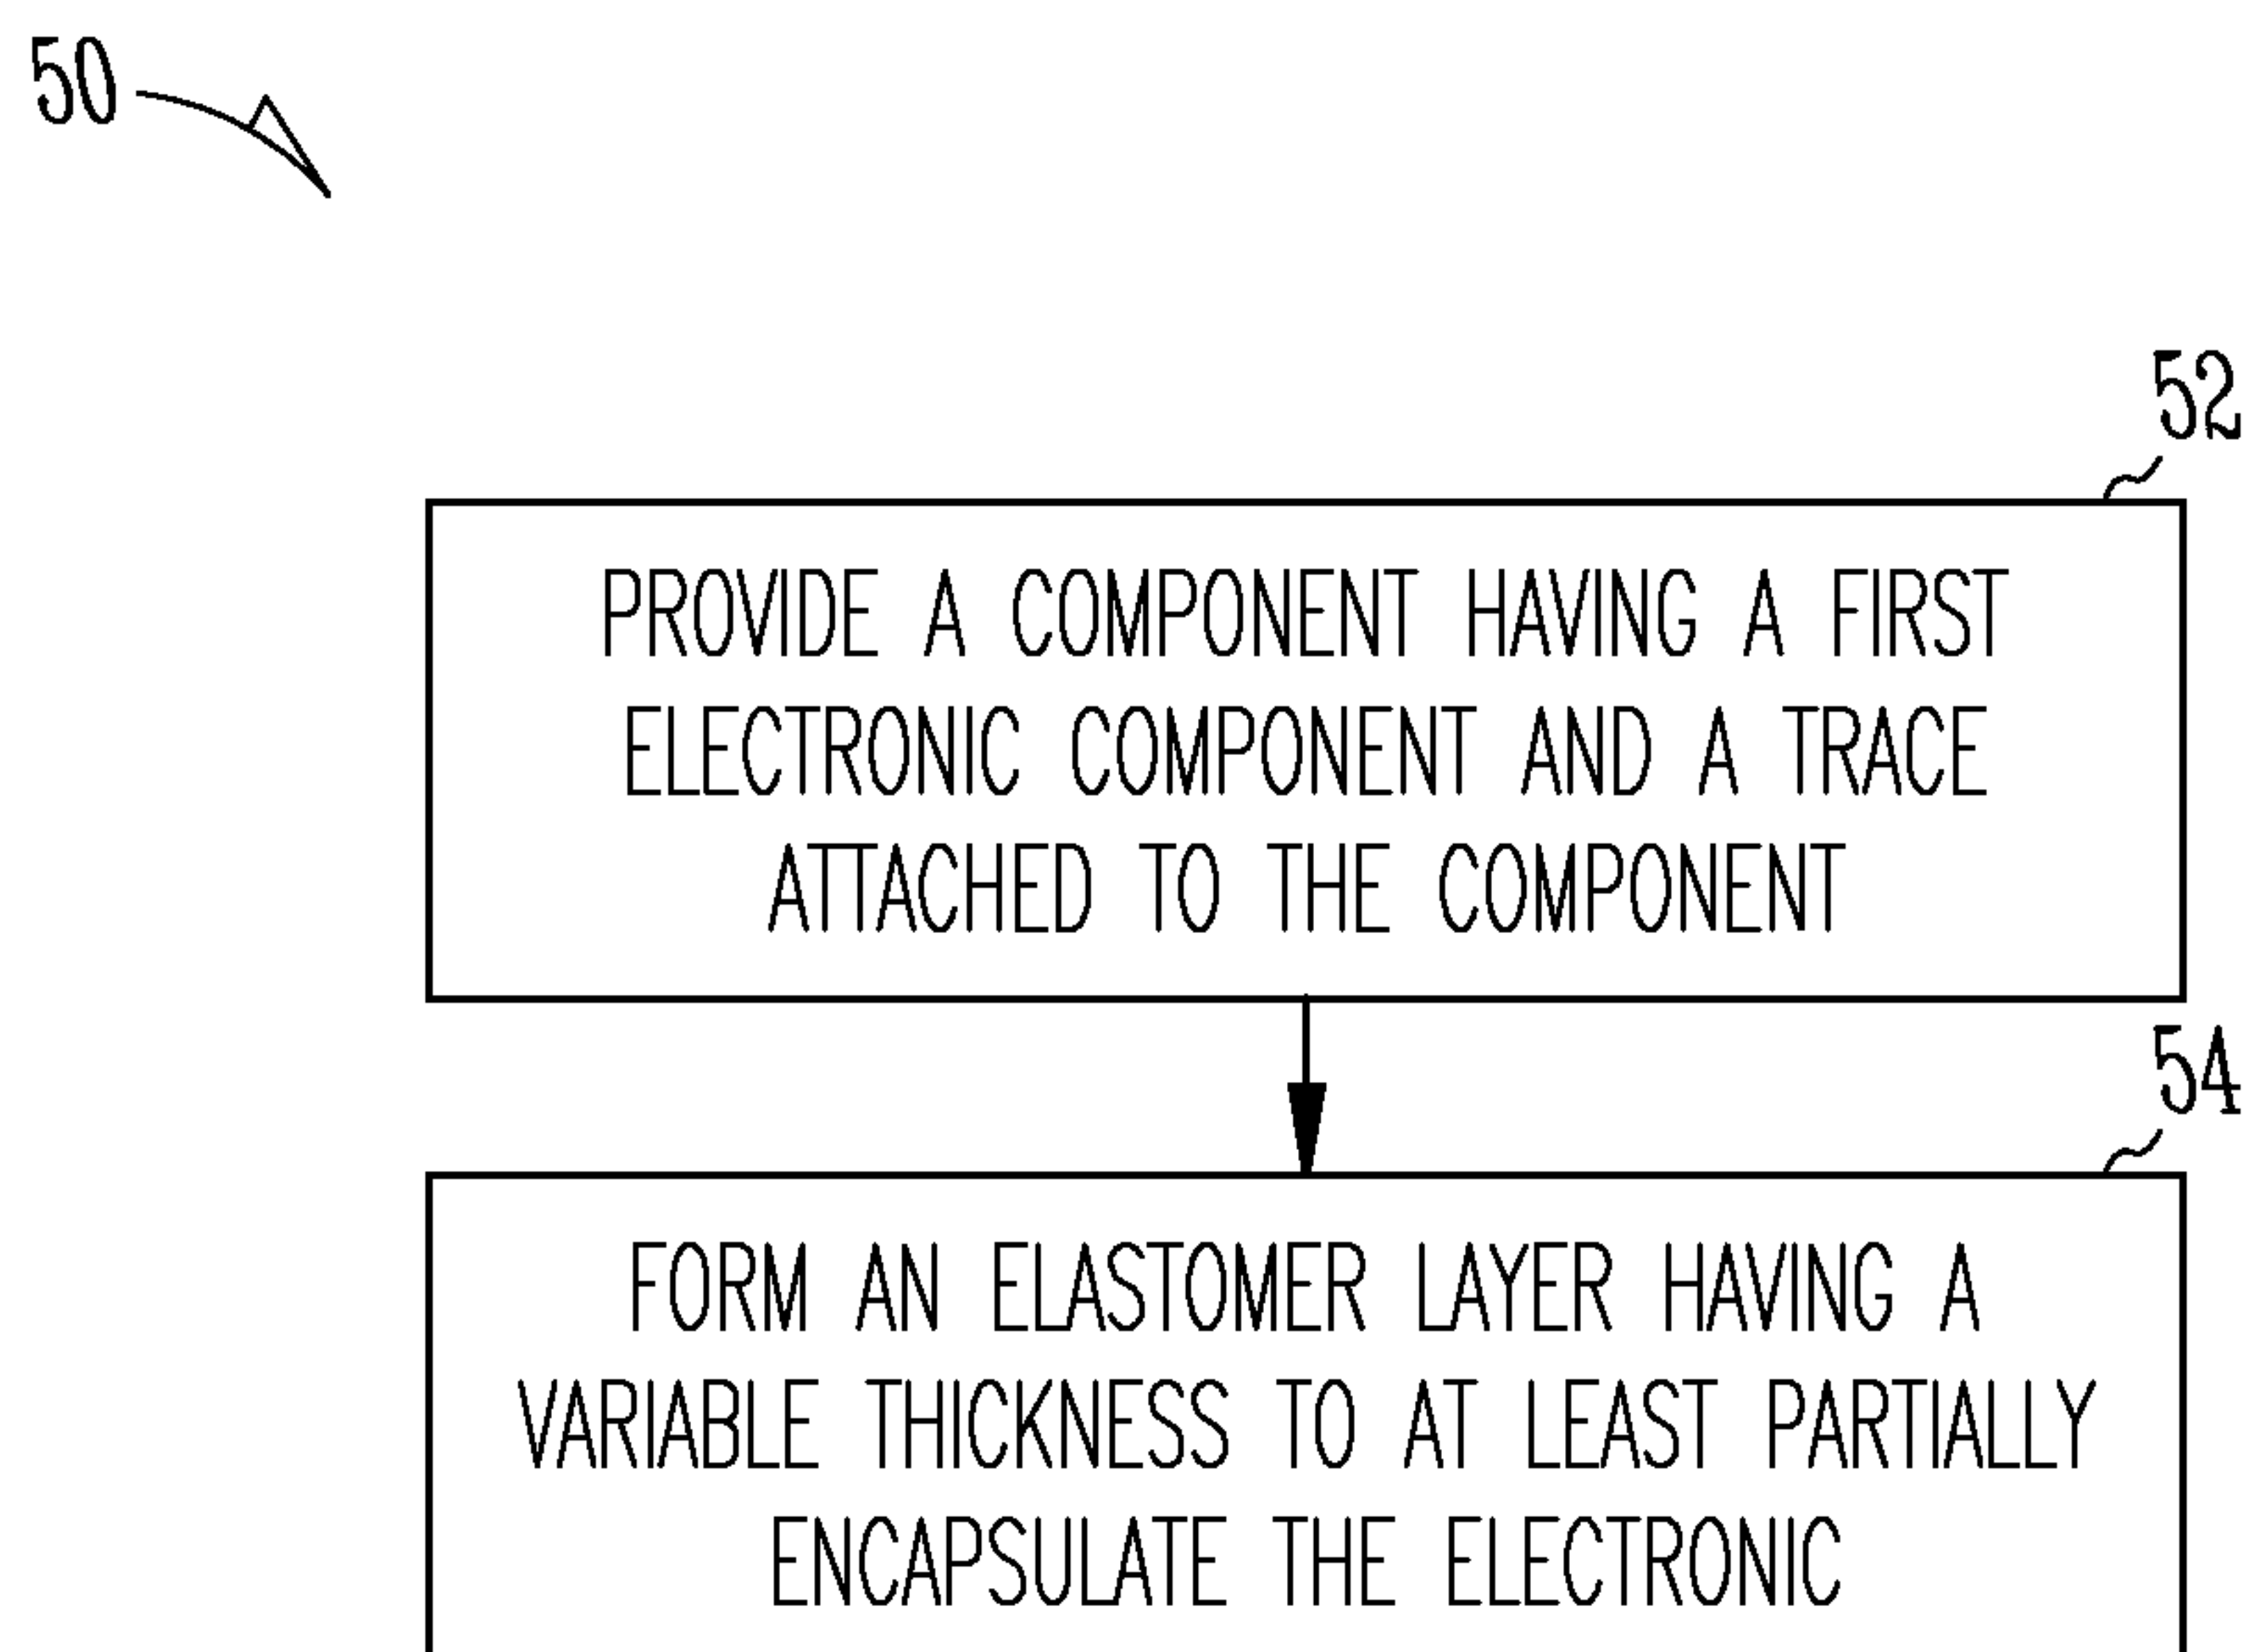 50
52
PROVIDE A COMPONENT HAVING A FIRST
ELECTRONIC COMPONENT AND A TRACE
ATTACHED TO THE COMPONENT
54
FORM AN ELASTOMER LAYER HAVING A
VARIABLE THICKNESS TO AT LEAST PARTIALLY
ENCAPSULATE THE ELECTRONIC